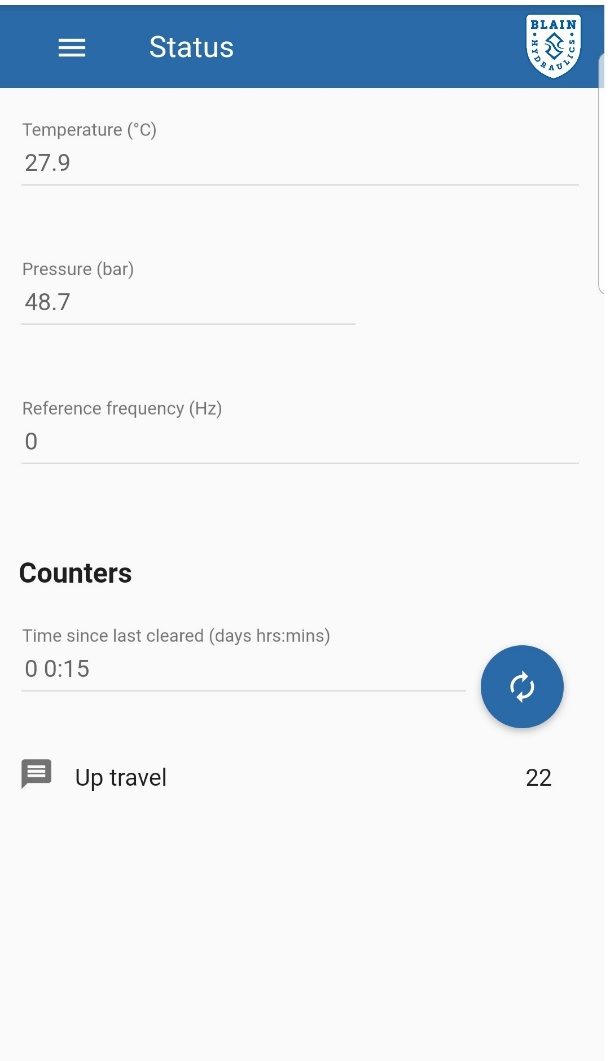 Status
BLAIN
HYDRAULICS
Temperature (°C)
27.9
Pressure (bar)
48.7
Reference frequency (Hz)
0
Counters
Time since last cleared (days hrs:mins)
0 0:15
Up travel 22